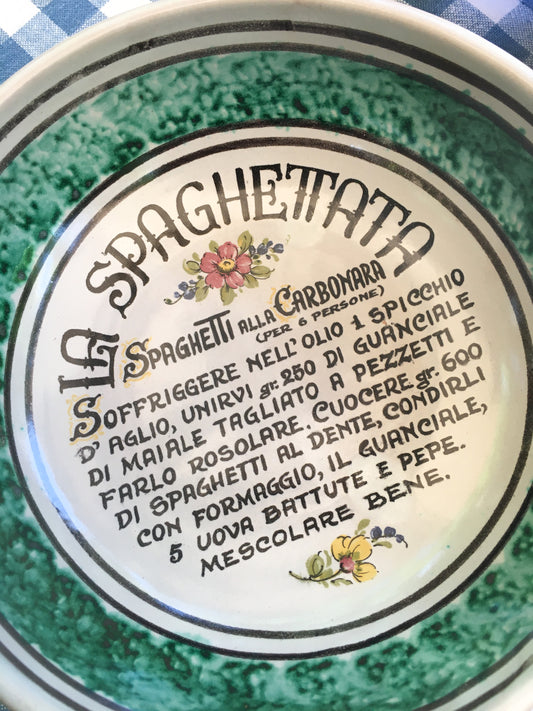 LA SPAGHETTATA
SPAGHETTI ALLA CARBONARA
(PER 6 PERSONE)
SOFFRIGGERE NELL'OLIO 1 SPICCHIO
D'AGLIO, UNIRVI gr. 250 DI GUANCIALE
DI MAIALE TAGLIATO A PEZZETTI E
FARLO ROSOLARE. CUOCERE gr. 600
DI SPAGHETTI AL DENTE, CONDIRLI
CON FORMAGGIO, IL GUANCIALE,
5 UOVA BATTUTE E PEPE.
MESCOLARE BENE.